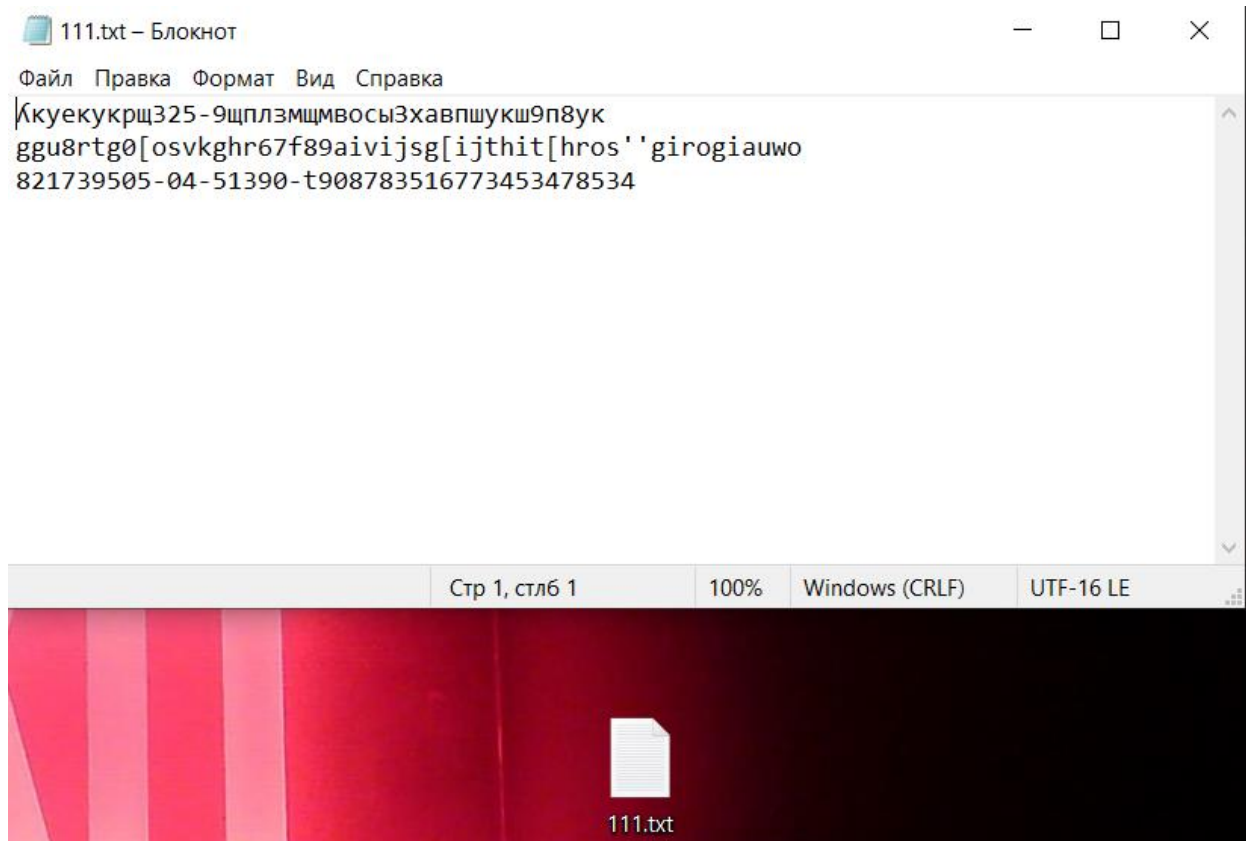 111.txt – Блокнот
Файл Правка Формат Вид Справка
Лкуекукрщ325-9щплзмщмвосы3хавпшукш9п8ук
ggu8rtg0[osvkghr67f89aivijsg[ijthit[hros''girogiauwo
821739505-04-51390-t908783516773453478534
Стр 1, стлб 1 100% Windows (CRLF) UTF-16 LE
111.txt